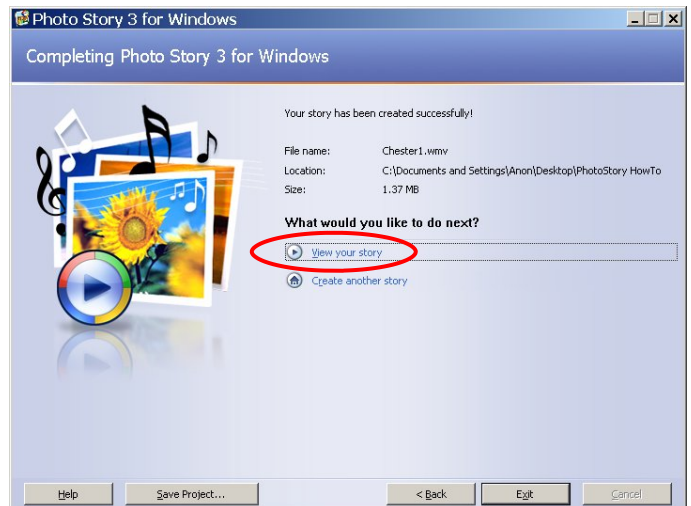 Photo Story 3 for Windows
Completing Photo Story 3 for Windows
Your story has been created successfully!
File name: Chester1.wmv
Location: C:\Documents and Settings\Anon\Desktop\PhotoStory HowTo
Size: 1.37 MB
What would you like to do next?
View your story
Create another story
Help Save Project... < Back Exit Cancel